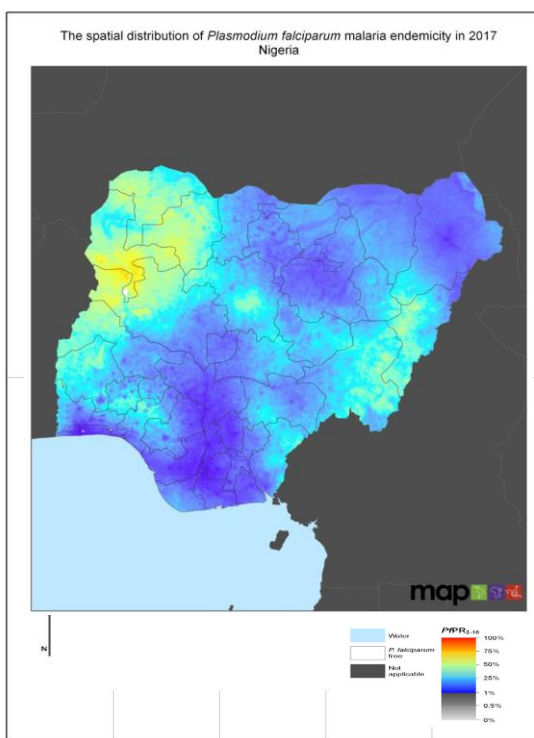 The spatial distribution of Plasmodium falciparum malaria endemicity in 2017
Nigeria
map
N
Water
P. falciparum
free
Not
applicable
PfPR2-10
100%
75%
50%
25%
1%
0.5%
0%